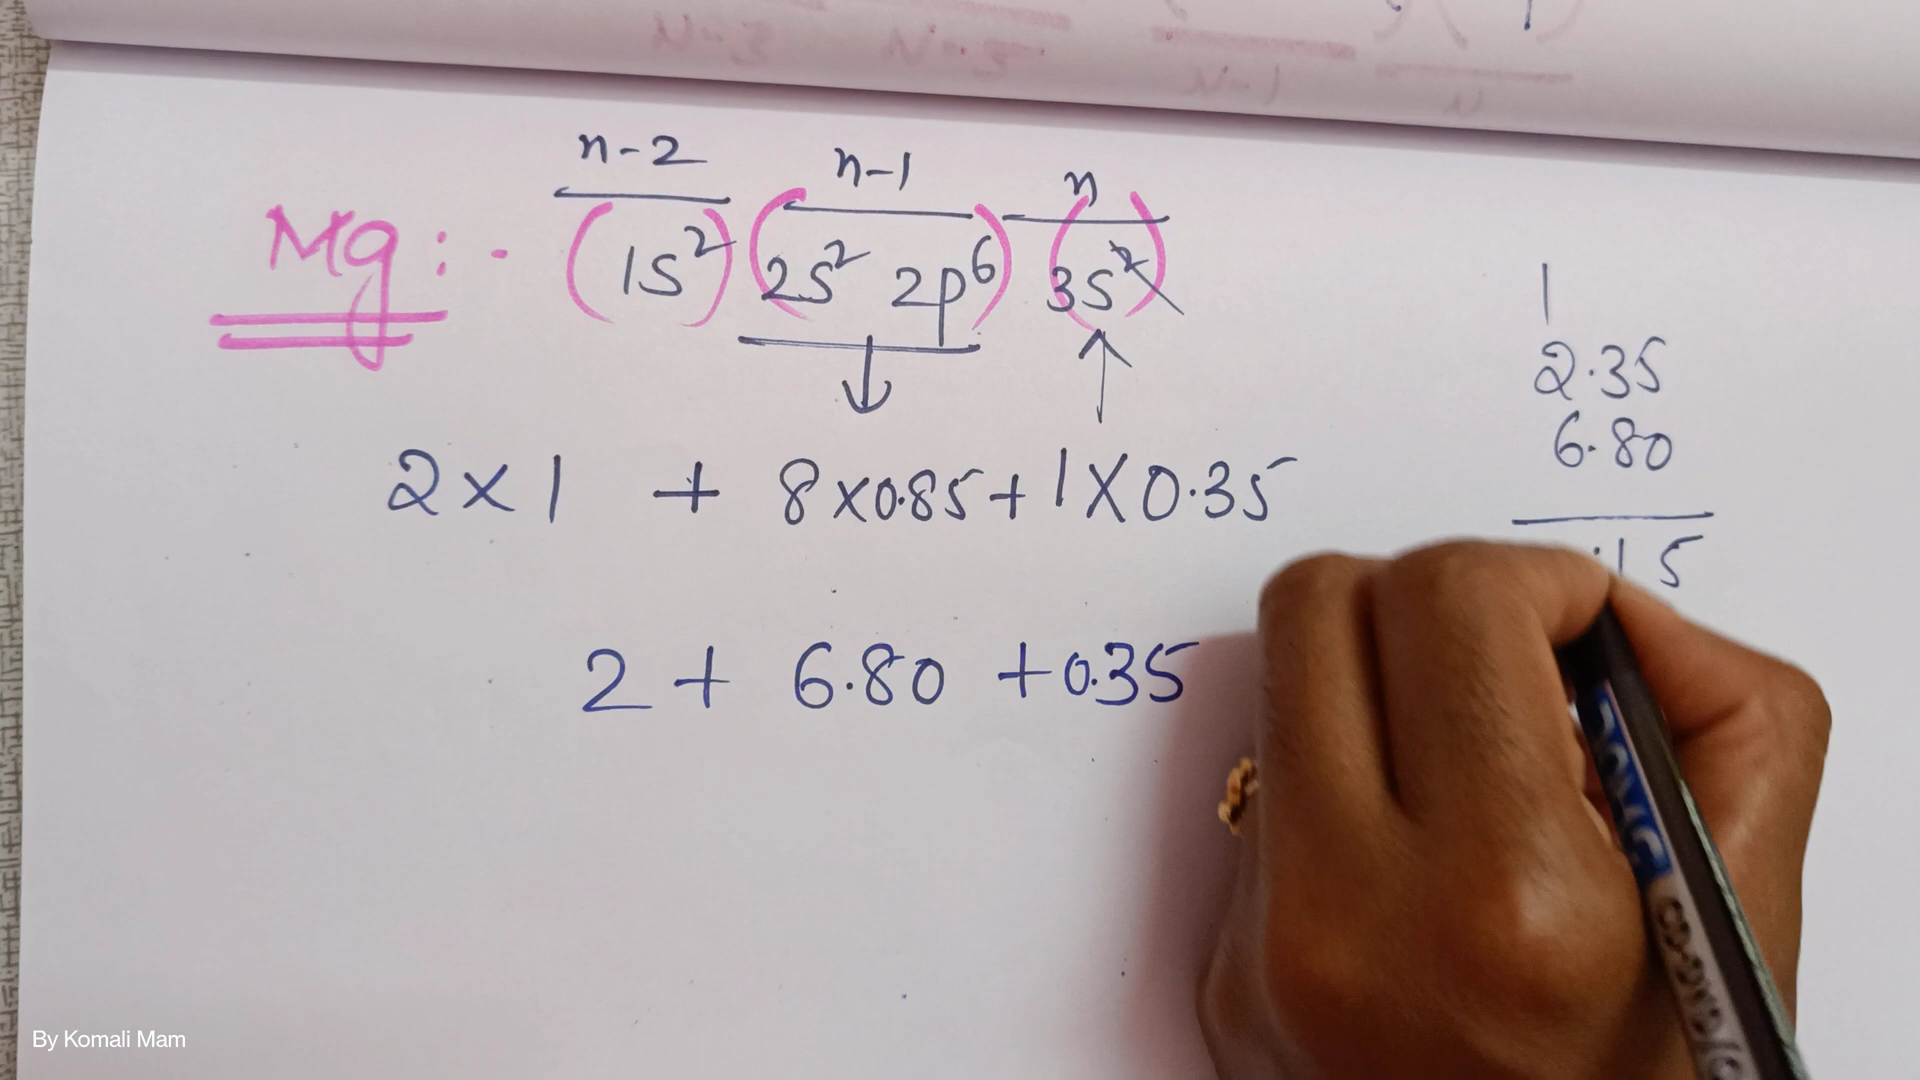 n-2 n-1 n
Mg:- (1s² )(2s² 2p⁶) (3s²)
2×1 + 8×0.85+1×0.35
2 + 6.80 +0.35
1
2.35
6.80
.15
By Komali Mam